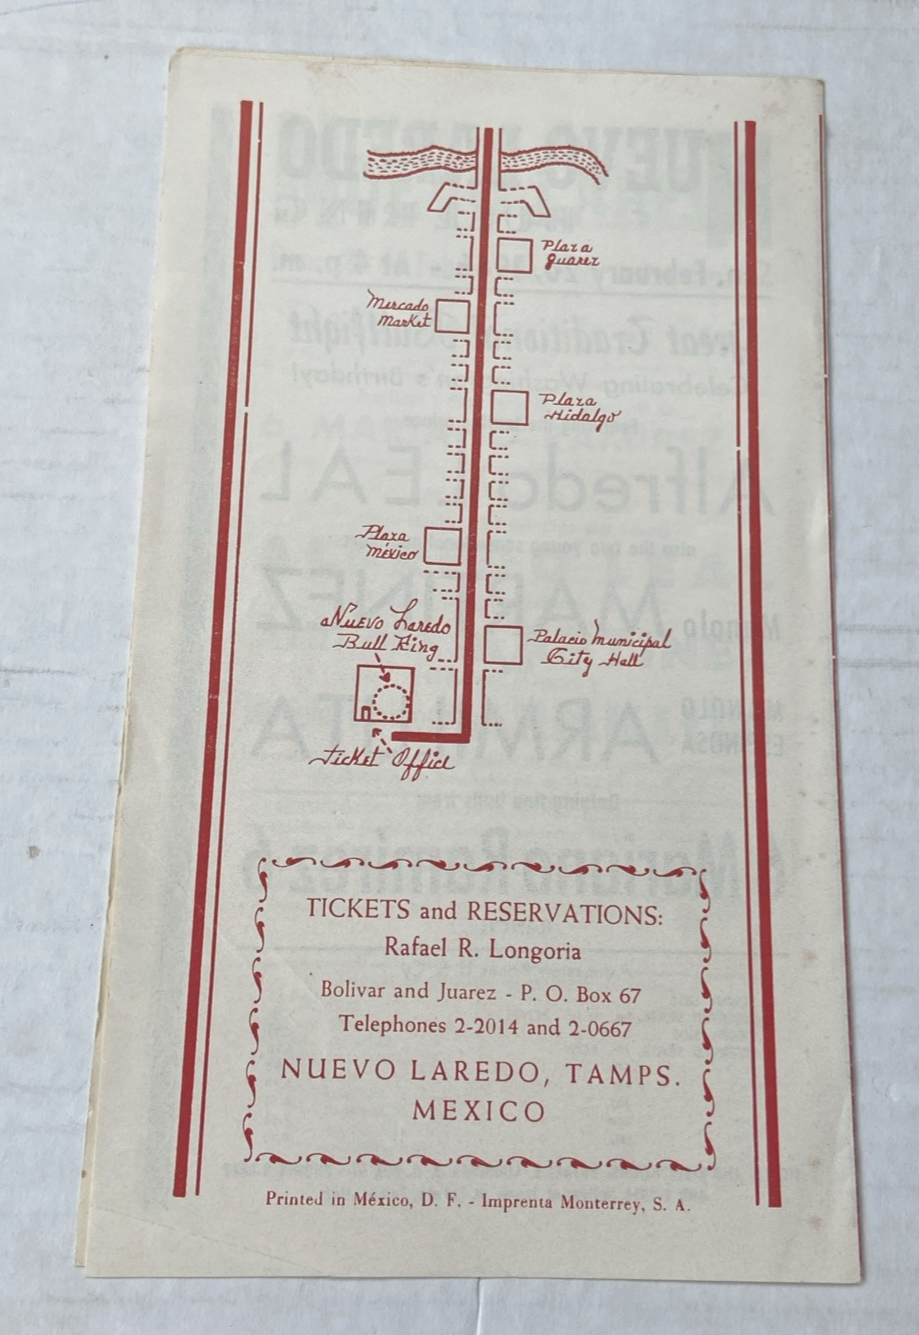 Plaza
Juarez
Mercado
Market
Plaza
Hidalgo
Plaza
México
Nuevo Laredo
Bull Ring
Palacio Municipal
City Hall
Ticket Office
TICKETS and RESERVATIONS:
Rafael R. Longoria
Bolivar and Juarez - P. O. Box 67
Telephones 2-2014 and 2-0667
NUEVO LAREDO, TAMPS.
MEXICO
Printed in México, D. F. - Imprenta Monterrey, S. A.